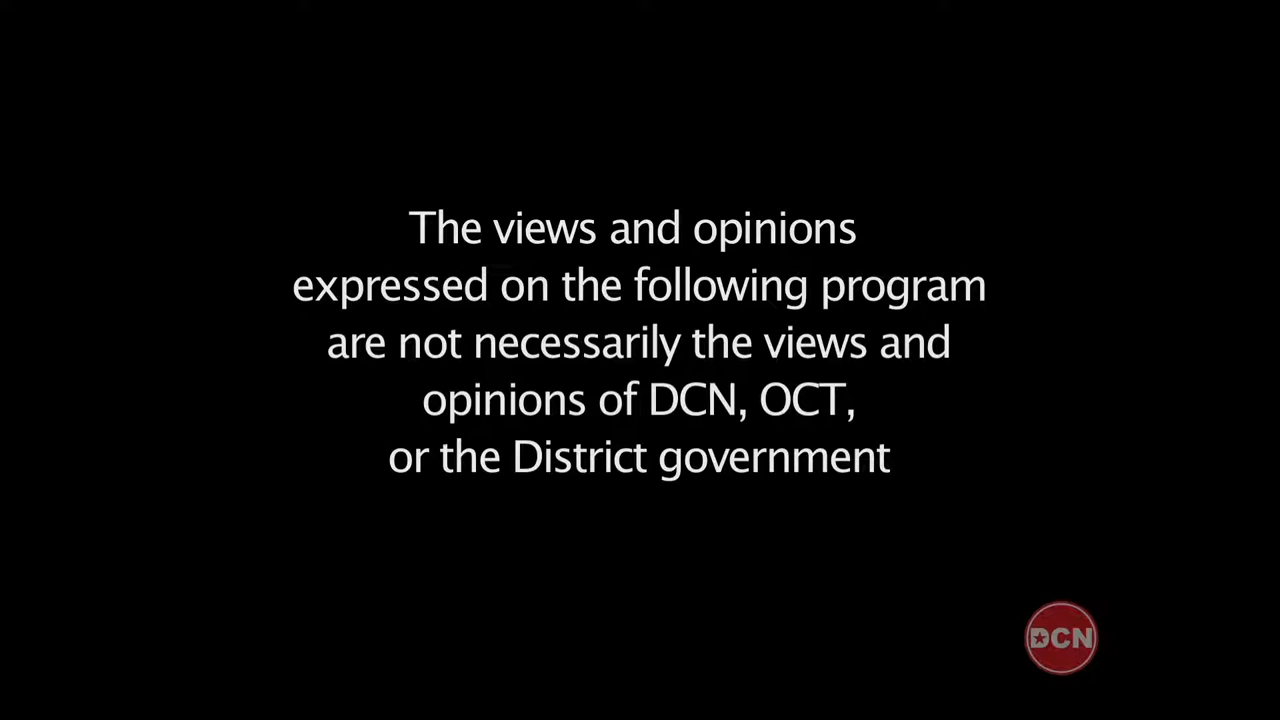 The views and opinions
expressed on the following program
are not necessarily the views and
opinions of DCN, OCT,
or the District government
DCN